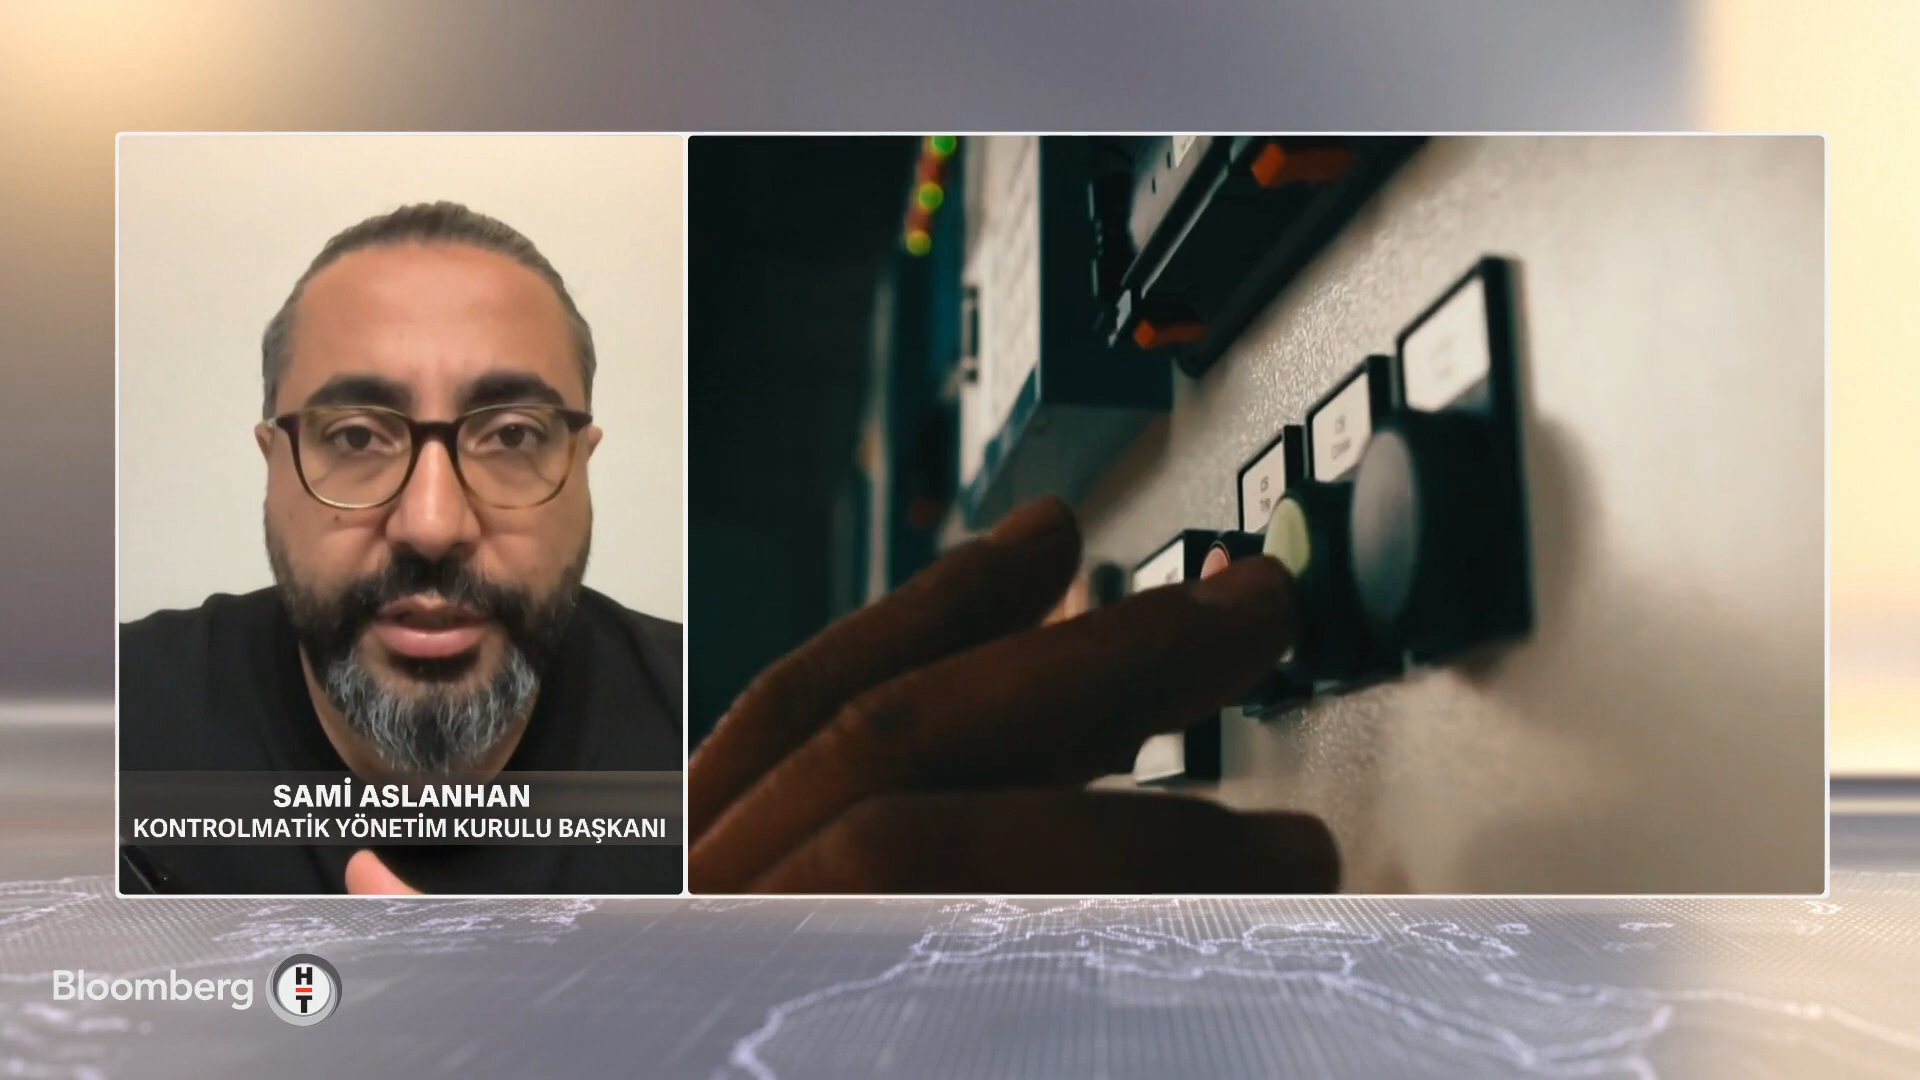 SAMİ ASLANHAN
KONTROLMATİK YÖNETİM KURULU BAŞKANI
Bloomberg HT